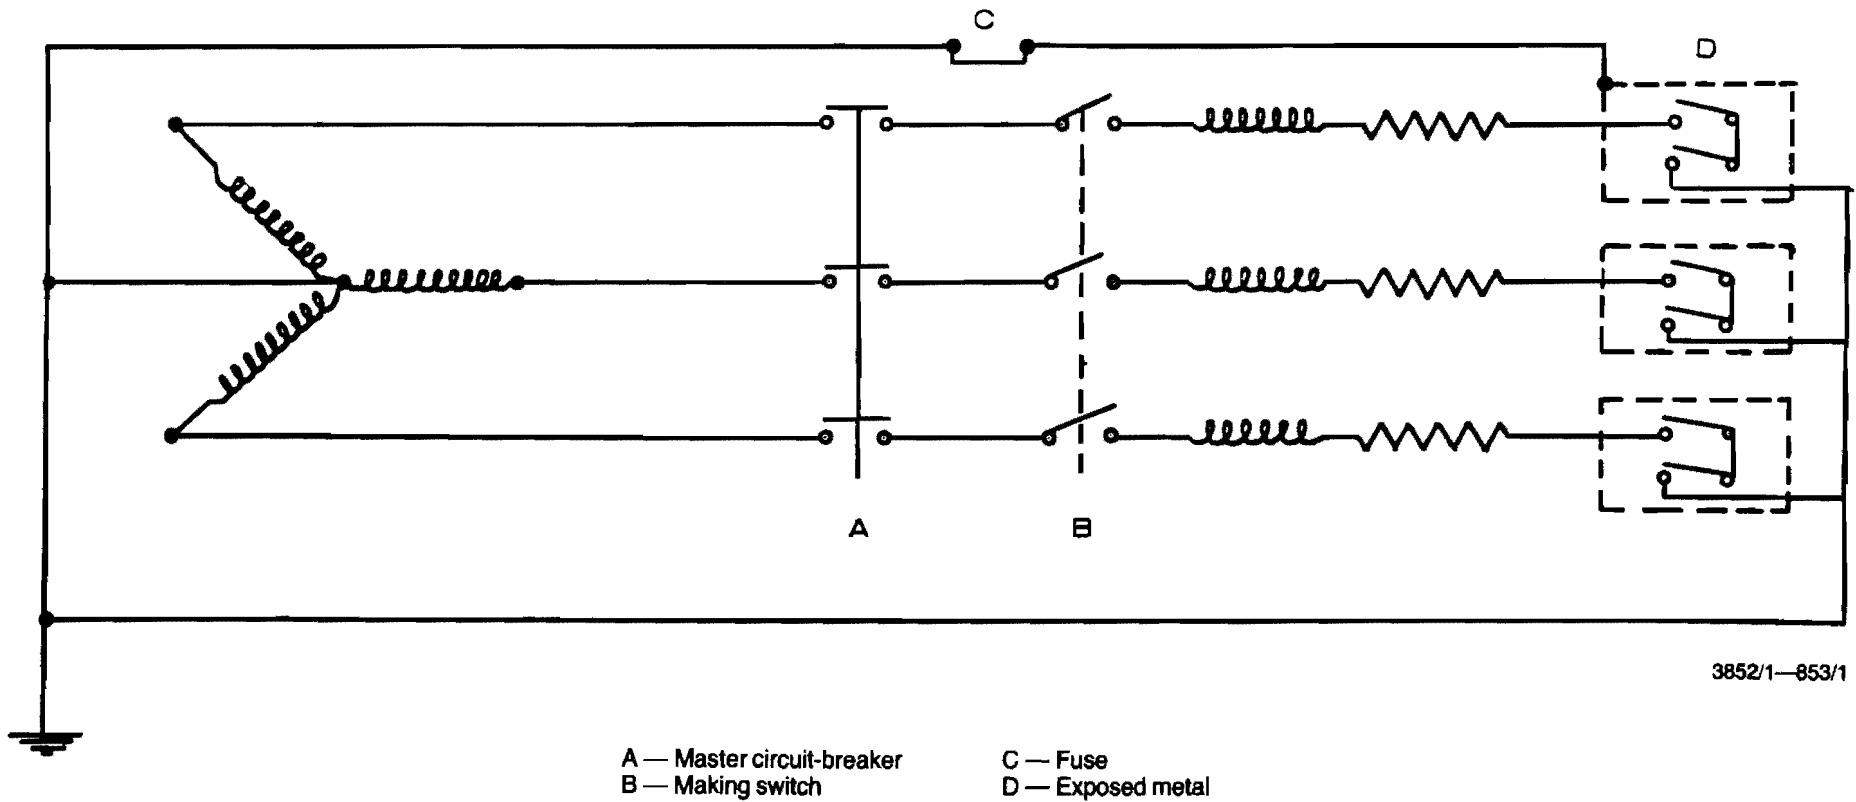 C
D
A
B
3852/1—853/1
A — Master circuit-breaker
B — Making switch
C — Fuse
D — Exposed metal